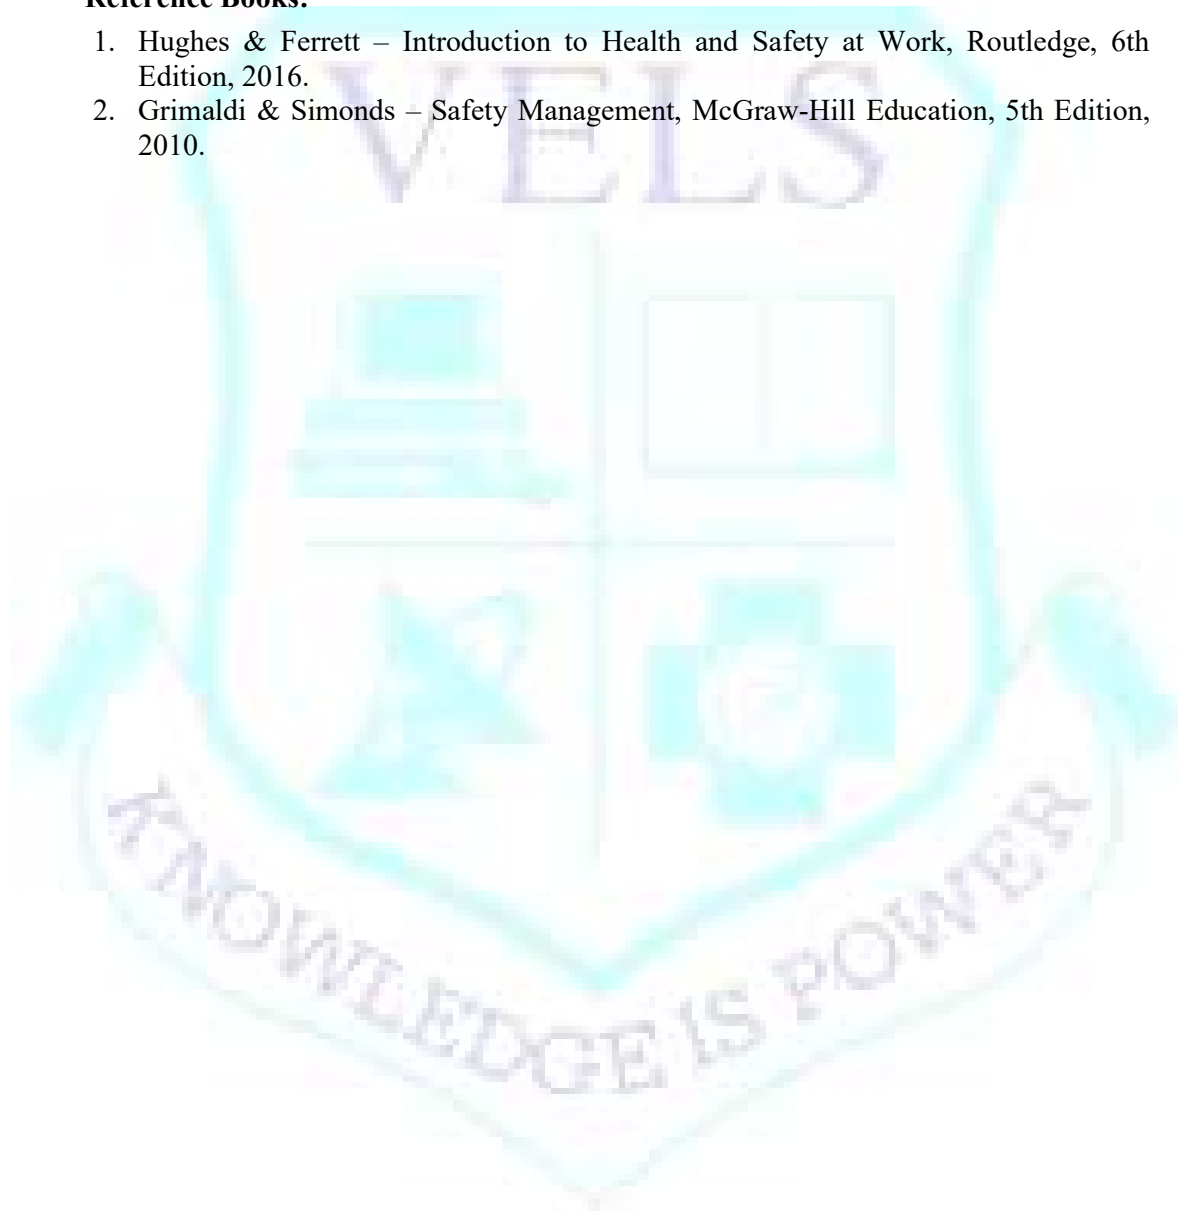 Reference Books:
1. Hughes & Ferrett – Introduction to Health and Safety at Work, Routledge, 6th
Edition, 2016.
2. Grimaldi & Simonds – Safety Management, McGraw-Hill Education, 5th Edition,
2010.
VELS
KNOWLEDGE IS POWER